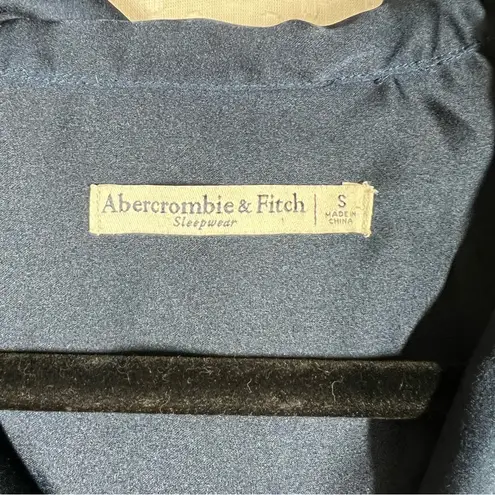 Abercrombie & Fitch
Sleepwear
S
MADE IN
CHINA